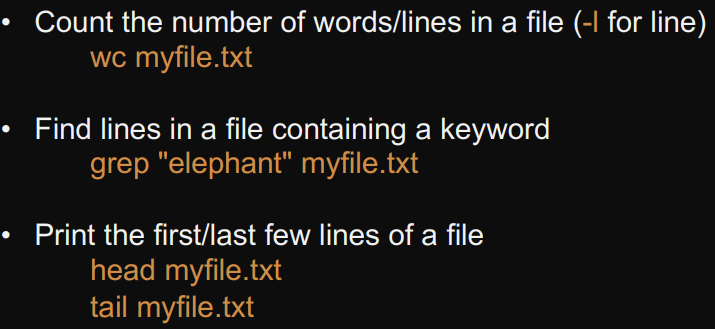 • Count the number of words/lines in a file (-l for line)
wc myfile.txt
• Find lines in a file containing a keyword
grep "elephant" myfile.txt
• Print the first/last few lines of a file
head myfile.txt
tail myfile.txt